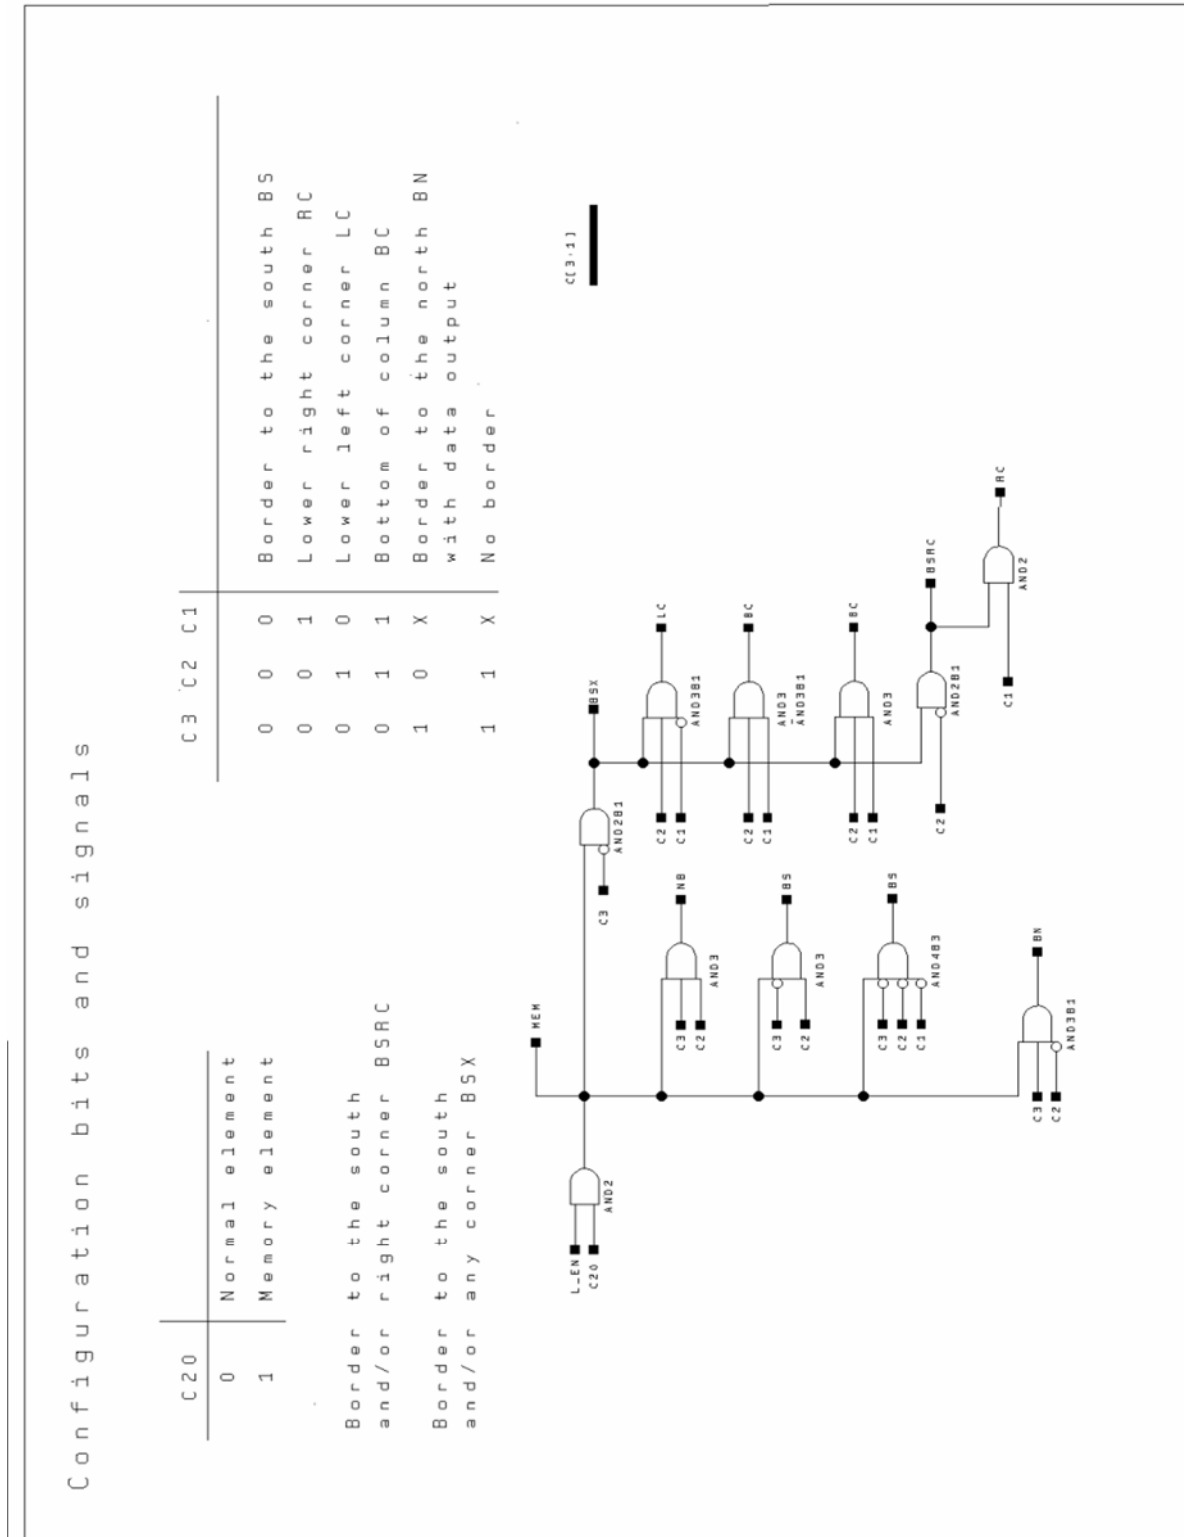 Configuration bits and signals
C20
0 Normal element
1 Memory element
Border to the south
and/or right corner BSRC
Border to the south
and/or any corner BSX
C3 C2 C1
0 0 0 Border to the south BS
0 0 1 Lower right corner RC
0 1 0 Lower left corner LC
0 1 1 Bottom of column BC
1 0 X Border to the north BN
with data output
1 1 X No border
C[3:1]
L_EN
C20
AND2
MEM
C3
AND2B1
BSX
C3
C2
AND3
NB
C3
C2
AND3
BS
C3
C2
C1
AND4B3
BS
C3
C2
AND3B1
BN
C2
C1
AND3B1
LC
C2
C1
AND3
AND3B1
BC
C2
C1
AND3
BC
C2
AND2B1
BSRC
C1
AND2
RC